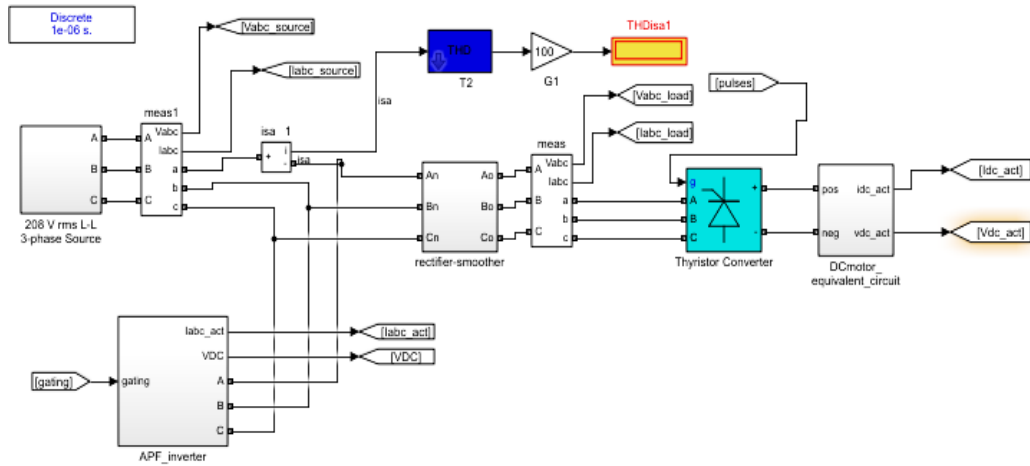 Discrete
1e-06 s.
[Vabc_source]
[Iabc_source]
THD
T2
100
G1
THDisa1
[pulses]
[Vabc_load]
[Iabc_load]
isa
meas1
A
B
C
A
B
C
Vabc
Iabc
a
b
c
208 V rms L-L
3-phase Source
isa 1
+
i
-
isa
An
Bn
Cn
Ao
Bo
Co
rectifier-smoother
meas
A
B
C
Vabc
Iabc
a
b
c
g
A
B
C
+
-
Thyristor Converter
pos
neg
idc_act
vdc_act
DCmotor_
equivalent_circuit
[Idc_act]
[Vdc_act]
[gating]
gating
Iabc_act
VDC
A
B
C
APF_inverter
[Iabc_act]
[VDC]